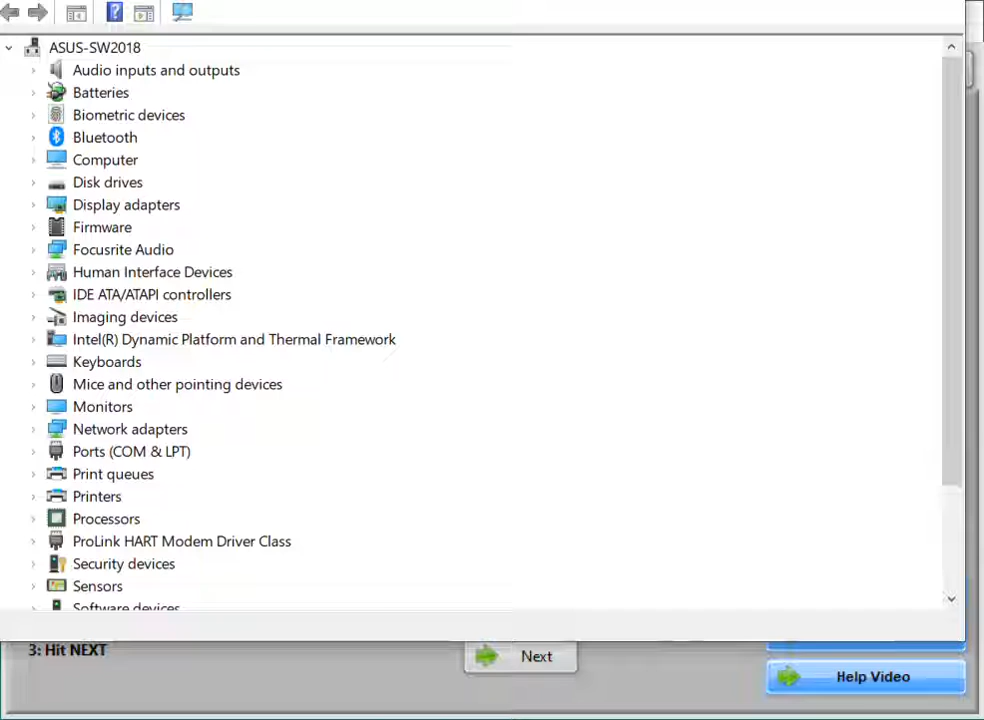 ASUS-SW2018
Audio inputs and outputs
Batteries
Biometric devices
Bluetooth
Computer
Disk drives
Display adapters
Firmware
Focusrite Audio
Human Interface Devices
IDE ATA/ATAPI controllers
Imaging devices
Intel(R) Dynamic Platform and Thermal Framework
Keyboards
Mice and other pointing devices
Monitors
Network adapters
Ports (COM & LPT)
Print queues
Printers
Processors
ProLink HART Modem Driver Class
Security devices
Sensors
Software devices
3: Hit NEXT
Next
Help Video